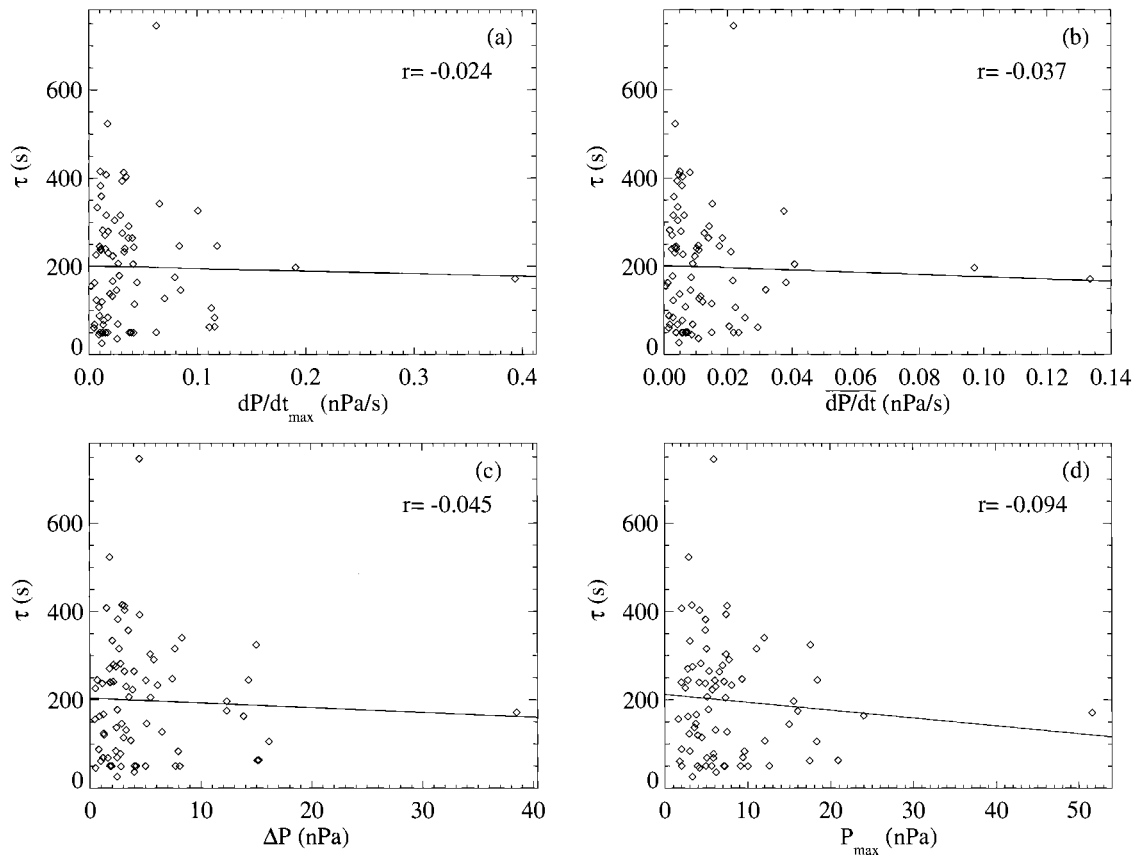 (a)
r= -0.024
600
400
200
0
τ (s)
0.0 0.1 0.2 0.3 0.4
dP/dt max (nPa/s)
(b)
r= -0.037
600
400
200
0
τ (s)
0.00 0.02 0.04 0.06 0.08 0.10 0.12 0.14
dP/dt (nPa/s)
(c)
r= -0.045
600
400
200
0
τ (s)
0 10 20 30 40
ΔP (nPa)
(d)
r= -0.094
600
400
200
0
τ (s)
0 10 20 30 40 50
P max (nPa)